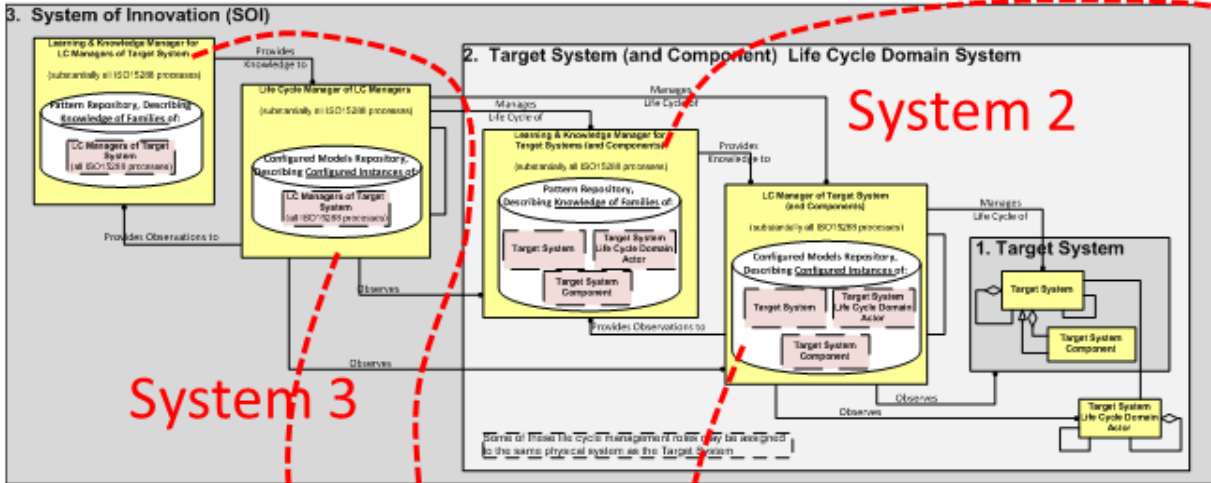 3. System of Innovation (SOI)
Learning & Knowledge Manager for
LC Managers of Target System
(substantially all ISO15288 processes)
Pattern Repository, Describing
Knowledge of Families of:
LC Managers of Target
System
(all ISO15288 processes)
Provides
Knowledge to
Life Cycle Manager of LC Managers
(substantially all ISO15288 processes)
Configured Models Repository,
Describing Configured Instances of:
LC Managers of Target
System
(all ISO15288 processes)
Provides Observations to
Observes
Observes
System 3
2. Target System (and Component) Life Cycle Domain System
Manages
Life Cycle of
Manages
Life Cycle of
System 2
Learning & Knowledge Manager for
Target Systems (and Components)
(substantially all ISO15288 processes)
Pattern Repository,
Describing Knowledge of Families of:
Target System
Target System
Life Cycle Domain
Actor
Target System
Component
Provides
Knowledge to
LC Manager of Target System
(and Components)
(substantially all ISO15288 processes)
Configured Models Repository,
Describing Configured Instances of:
Target System
Target System
Life Cycle Domain
Actor
Target System
Component
Provides Observations to
Manages
Life Cycle of
1. Target System
Target System
Target System
Component
Observes
Observes
Target System
Life Cycle Domain
Actor
Some of these life cycle management roles may be assigned
to the same physical system as the Target System